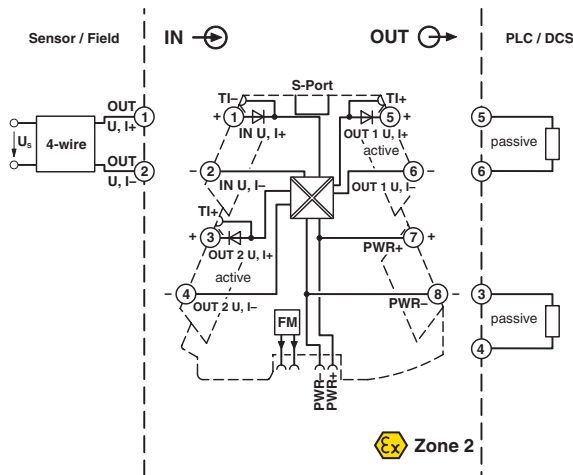 Sensor / Field
IN
OUT
PLC / DCS
S-Port
OUT
U, I+
1
Us
4-wire
OUT
U, I–
2
TI–
+
1
IN U, I+
TI+
5
+
OUT 1 U, I+
active
–
2
IN U, I–
6
–
OUT 1 U, I–
TI+
+
3
OUT 2 U, I+
active
7
+
PWR+
–
4
OUT 2 U, I–
8
–
PWR–
FM
PWR–
PWR+
5
passive
6
3
passive
4
Ex Zone 2